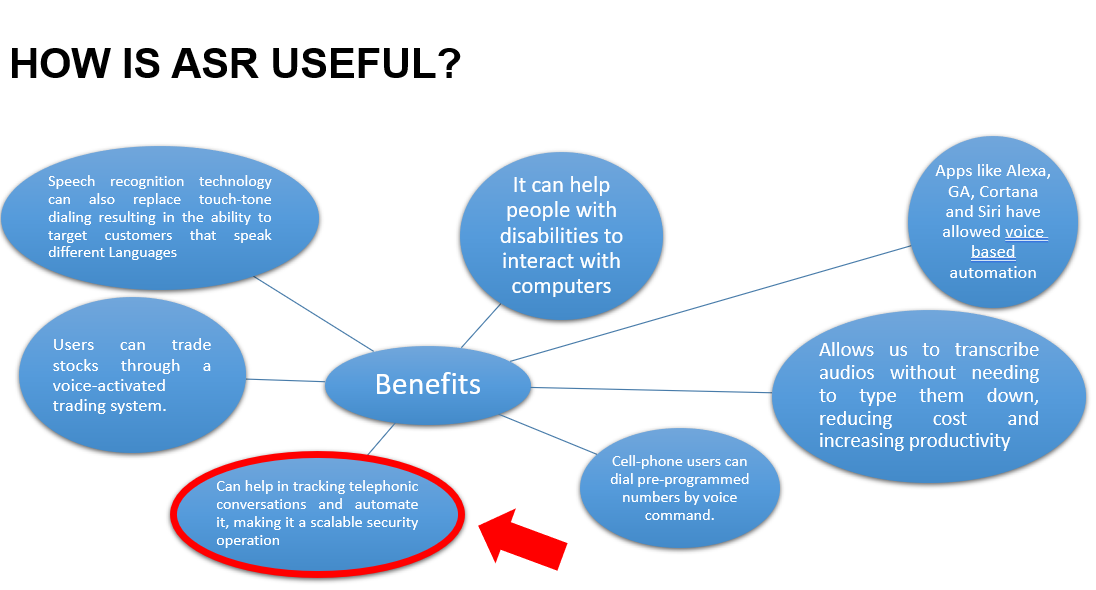 HOW IS ASR USEFUL?
Speech recognition technology
can also replace touch-tone
dialing resulting in the ability to
target customers that speak
different Languages
It can help
people with
disabilities to
interact with
computers
Apps like Alexa,
GA, Cortana
and Siri have
allowed voice
based
automation
Users can trade
stocks through a
voice-activated
trading system.
Benefits
Allows us to transcribe
audios without needing
to type them down,
reducing cost and
increasing productivity
Can help in tracking telephonic
conversations and automate
it, making it a scalable security
operation
Cell-phone users can
dial pre-programmed
numbers by voice
command.